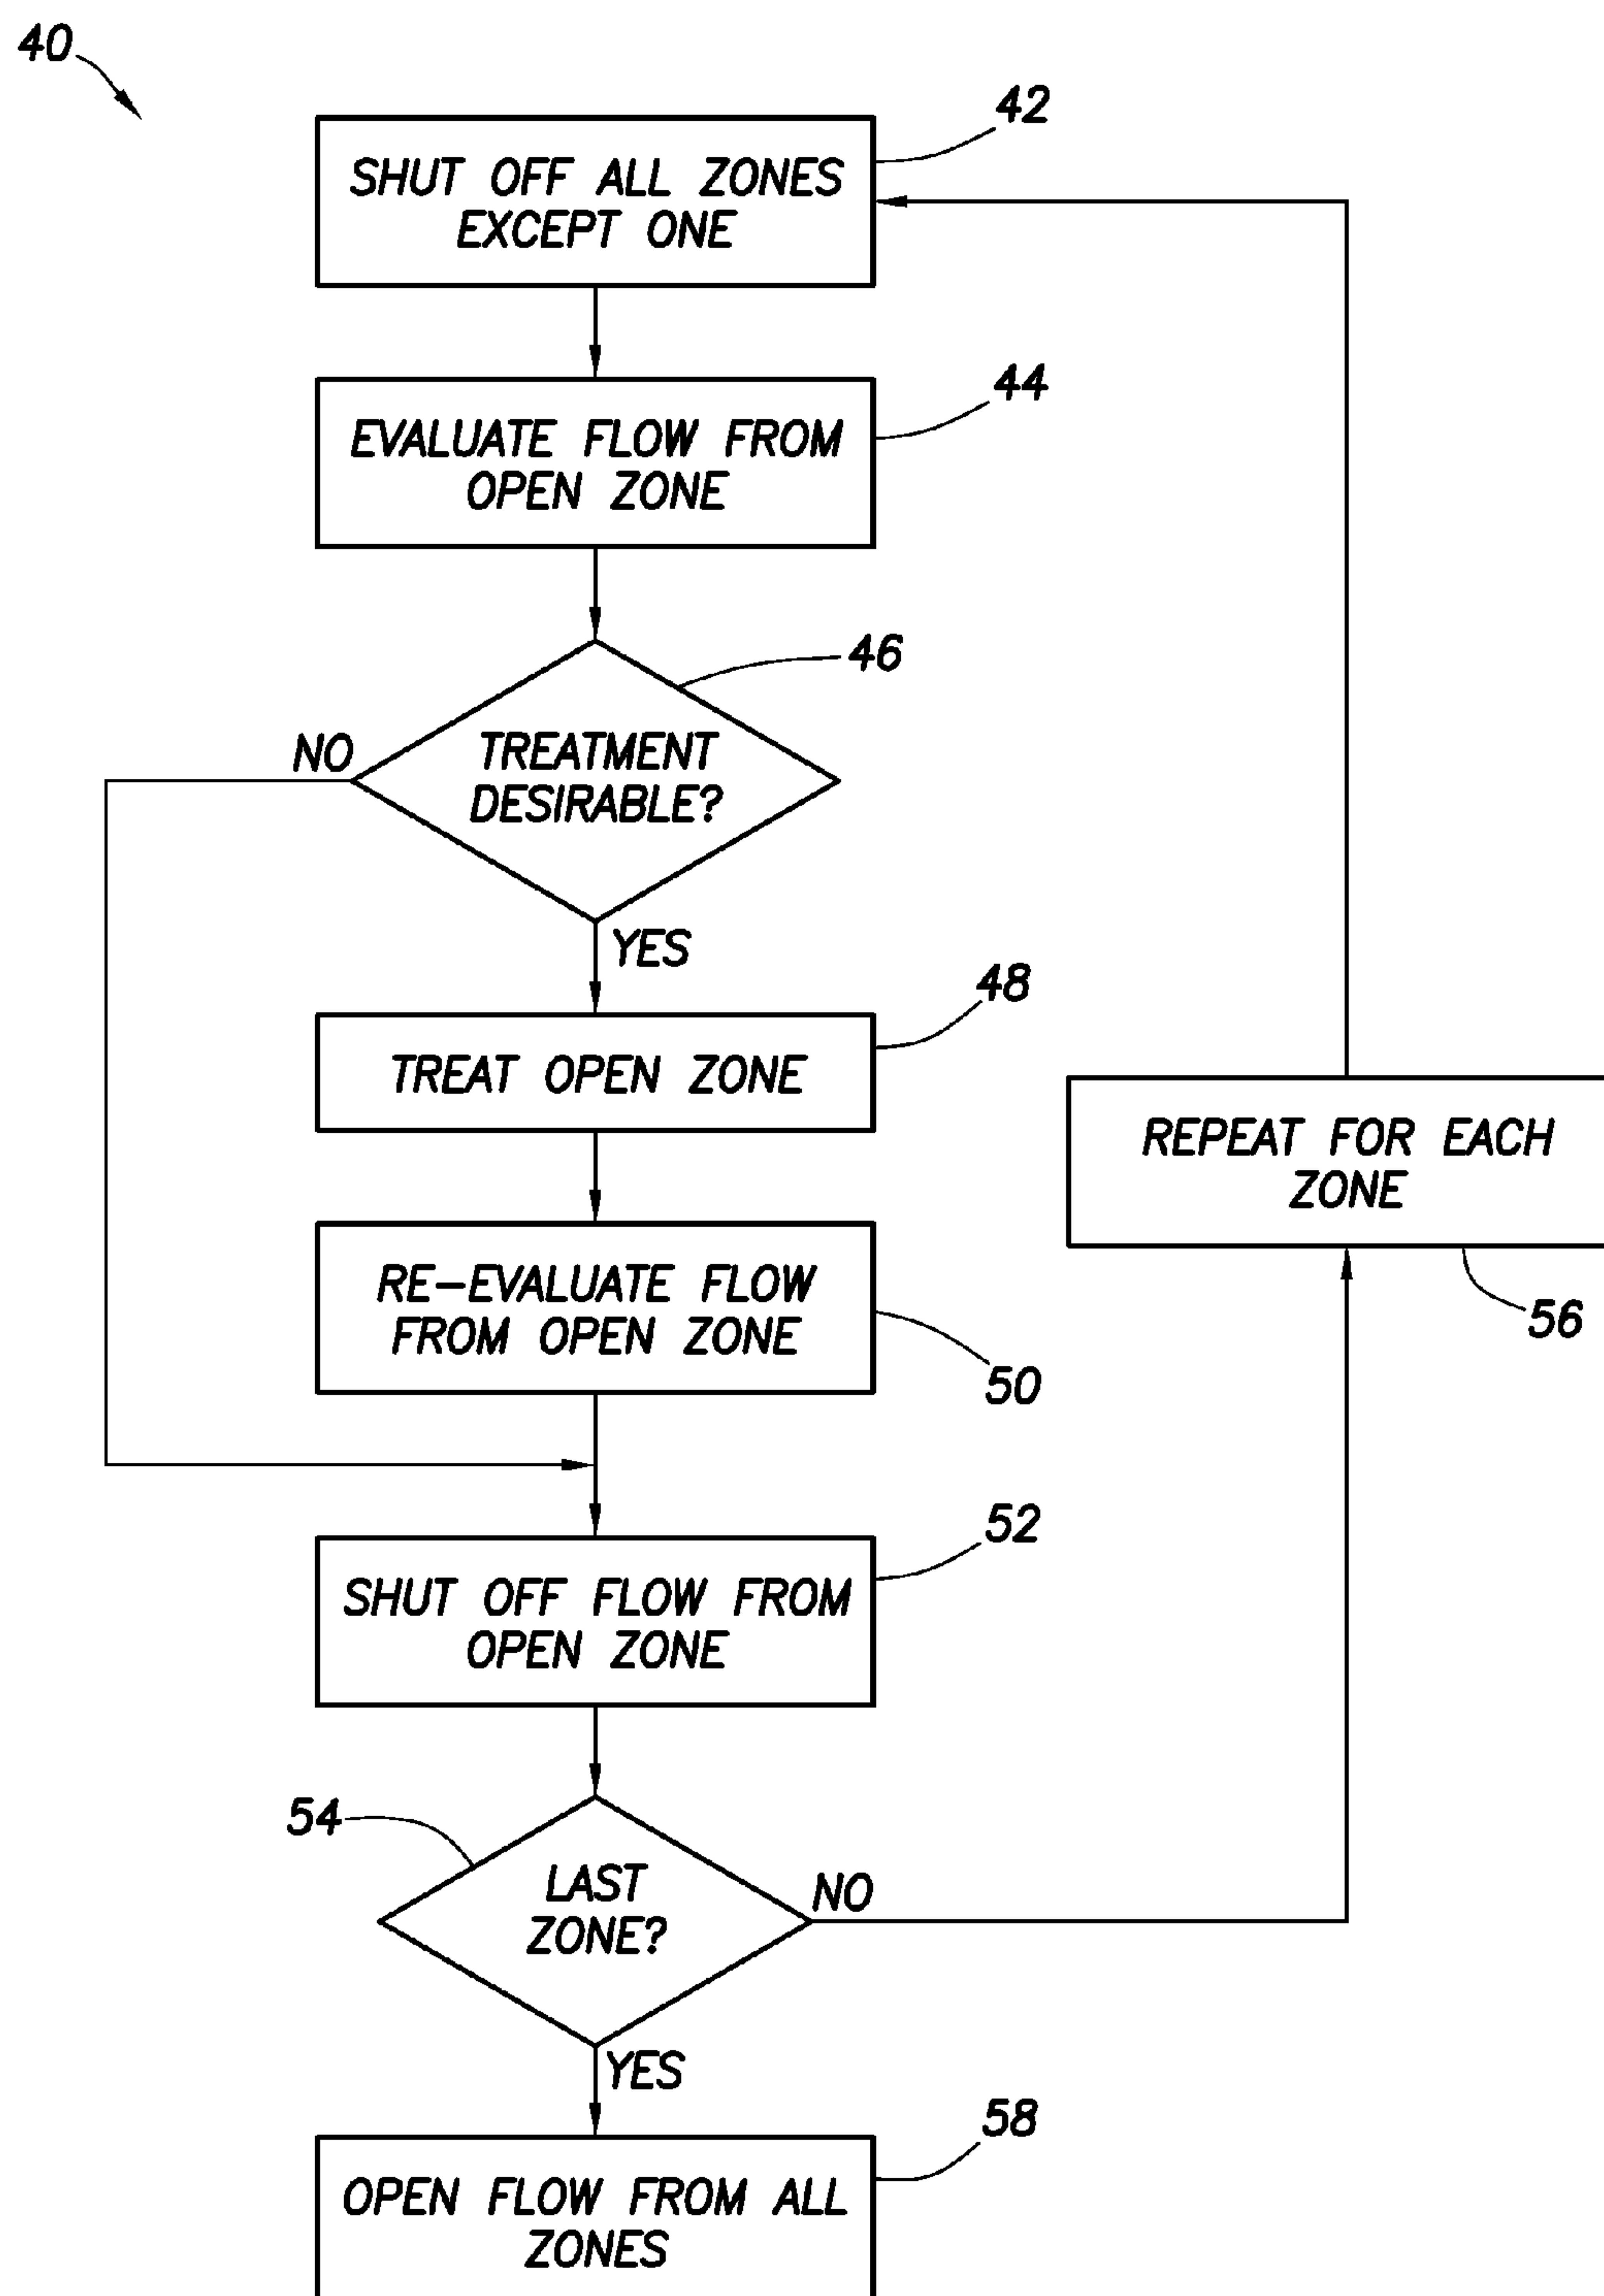 40
42
SHUT OFF ALL ZONES
EXCEPT ONE
44
EVALUATE FLOW FROM
OPEN ZONE
46
NO
TREATMENT
DESIRABLE?
YES
48
TREAT OPEN ZONE
REPEAT FOR EACH
ZONE
56
RE-EVALUATE FLOW
FROM OPEN ZONE
50
52
SHUT OFF FLOW FROM
OPEN ZONE
54
LAST
ZONE?
NO
YES
58
OPEN FLOW FROM ALL
ZONES